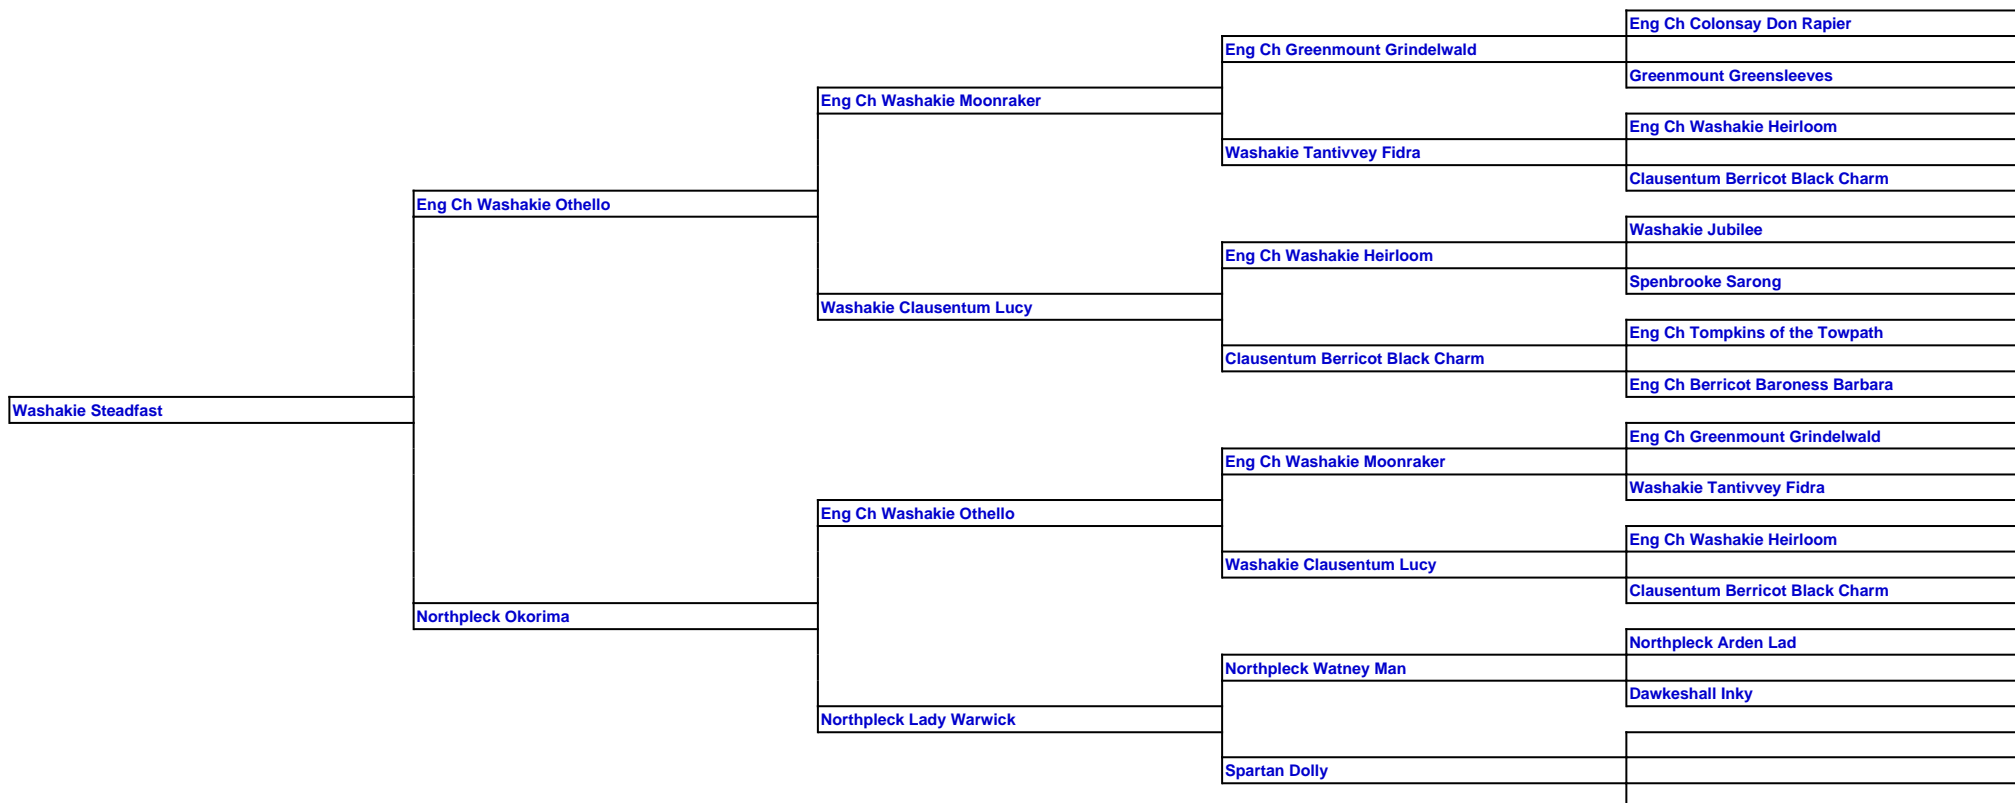 Eng Ch Colonsay Don Rapier
Eng Ch Greenmount Grindelwald
Greenmount Greensleeves
Eng Ch Washakie Moonraker
Eng Ch Washakie Heirloom
Washakie Tantivvey Fidra
Clausentum Berricot Black Charm
Eng Ch Washakie Othello
Washakie Jubilee
Eng Ch Washakie Heirloom
Spenbrooke Sarong
Washakie Clausentum Lucy
Eng Ch Tompkins of the Towpath
Clausentum Berricot Black Charm
Eng Ch Berricot Baroness Barbara
Washakie Steadfast
Eng Ch Greenmount Grindelwald
Eng Ch Washakie Moonraker
Washakie Tantivvey Fidra
Eng Ch Washakie Othello
Eng Ch Washakie Heirloom
Washakie Clausentum Lucy
Clausentum Berricot Black Charm
Northpleck Okorima
Northpleck Arden Lad
Northpleck Watney Man
Dawkeshall Inky
Northpleck Lady Warwick
Spartan Dolly